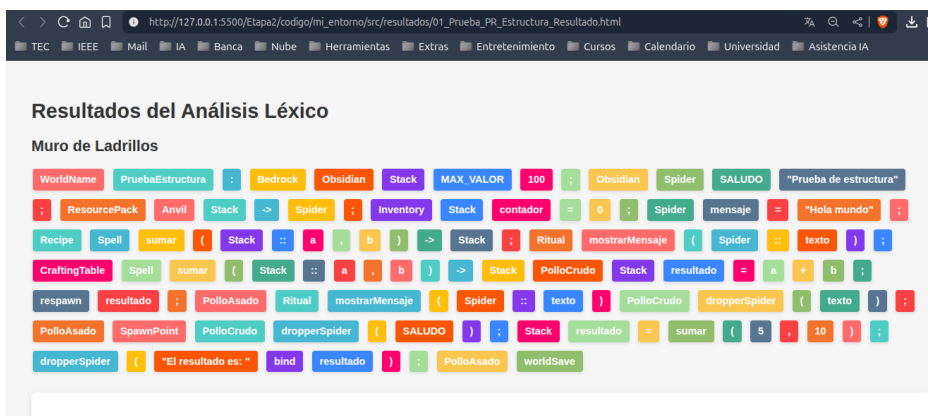 http://127.0.0.1:5500/Etapa2/codigo/mi_entorno/src/resultados/01_Prueba_PR_Estructura_Resultado.html
TEC IEEE Mail IA Banca Nube Herramientas Extras Entretenimiento Cursos Calendario Universidad Asistencia IA
Resultados del Análisis Léxico
Muro de Ladrillos
WorldName PruebaEstructura : Bedrock Obsidian Stack MAX_VALOR 100 ; Obsidian Spider SALUDO "Prueba de estructura"
; ResourcePack Anvil Stack -> Spider ; Inventory Stack contador = 0 ; Spider mensaje = "Hola mundo" ;
Recipe Spell sumar ( Stack :: a , b ) -> Stack ; Ritual mostrarMensaje ( Spider :: texto ) ;
CraftingTable Spell sumar ( Stack :: a , b ) -> Stack PolloCrudo Stack resultado = a + b ;
respawn resultado ; PolloAsado Ritual mostrarMensaje ( Spider :: texto ) PolloCrudo dropperSpider ( texto ) ;
PolloAsado SpawnPoint PolloCrudo dropperSpider ( SALUDO ) ; Stack resultado = sumar ( 5 , 10 ) ;
dropperSpider ( "El resultado es: " bind resultado ) ; PolloAsado worldSave